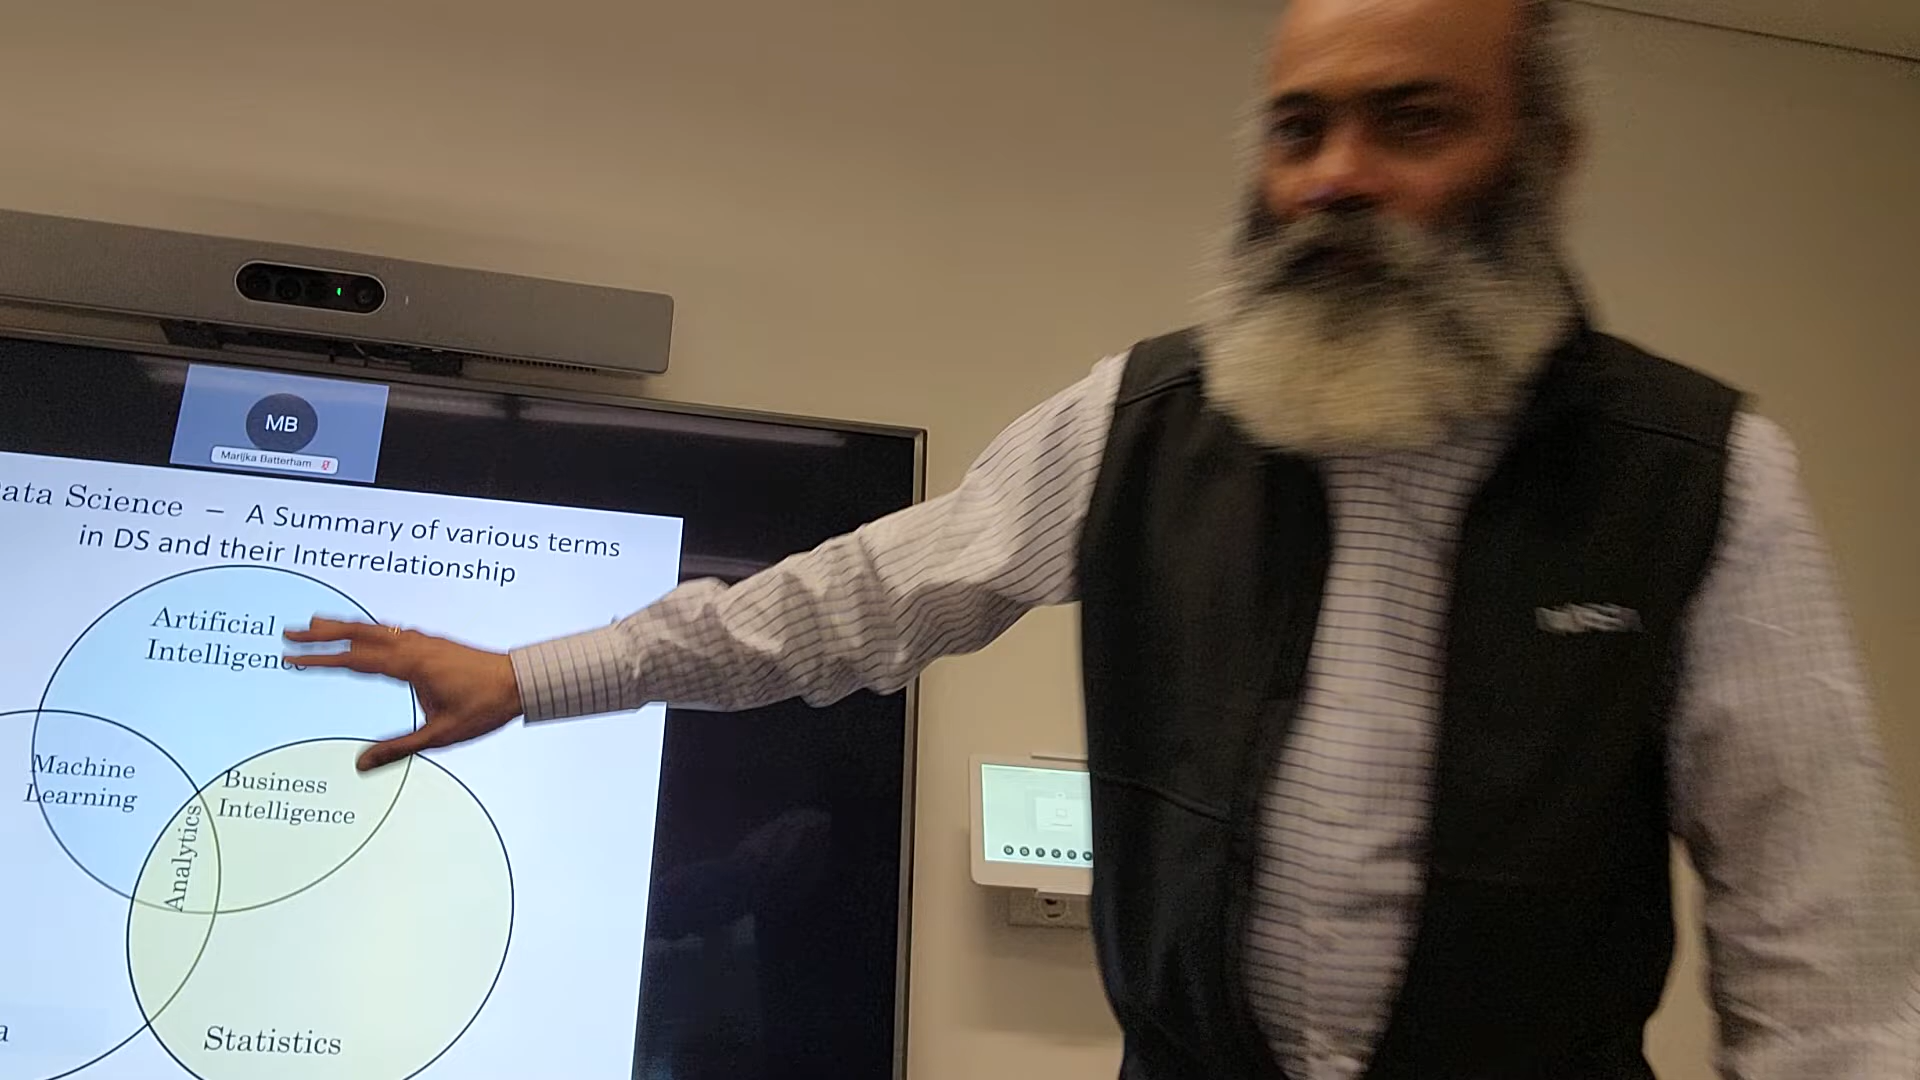 MB
Marijka Batterham
ata Science – A Summary of various terms
in DS and their Interrelationship
Artificial
Intelligence
Machine
Learning
Business
Intelligence
Analytics
a
Statistics